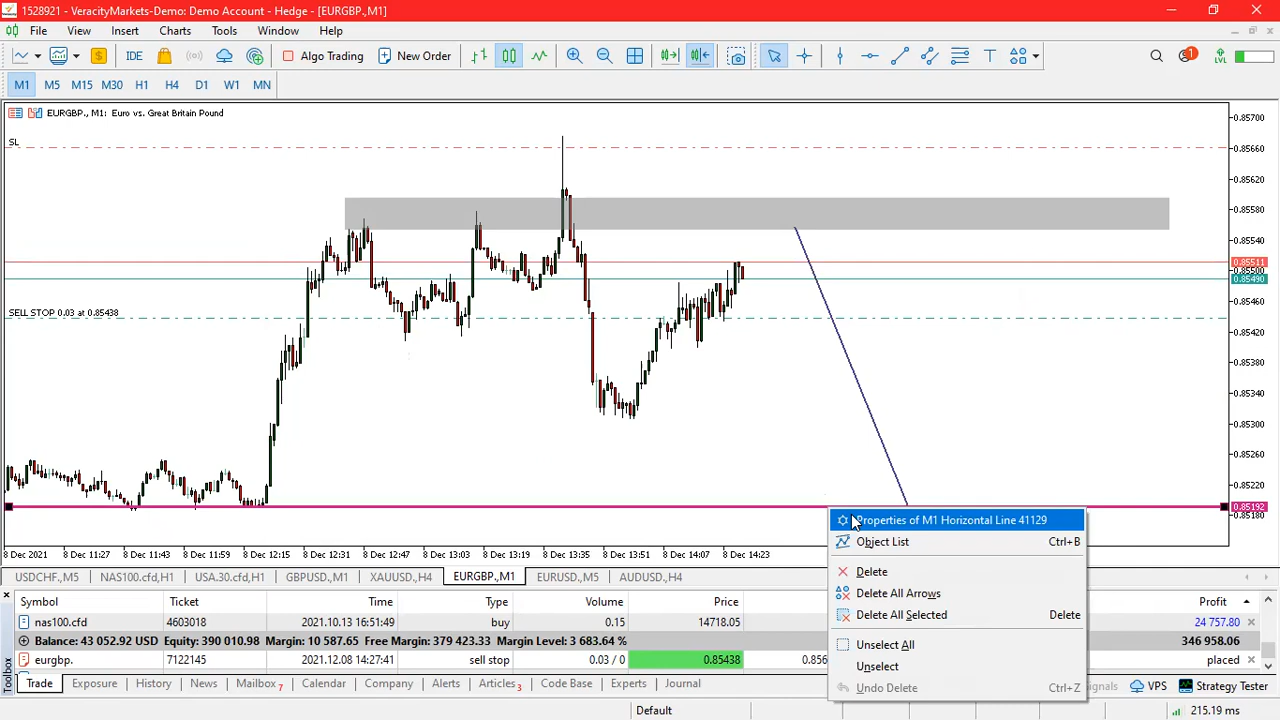 1528921 - VeracityMarkets-Demo: Demo Account - Hedge - [EURGBP.,M1]
File View Insert Charts Tools Window Help
IDE Algo Trading New Order T 1 LVL
M1 M5 M15 M30 H1 H4 D1 W1 MN
EURGBP., M1: Euro vs. Great Britain Pound
0.85700
SL
0.85660
0.85620
0.85580
0.85540
0.85511
0.85500
0.85490
0.85460
SELL STOP 0.03 at 0.85438
0.85420
0.85380
0.85340
0.85300
0.85260
0.85220
0.85192
0.85180
8 Dec 2021 8 Dec 11:27 8 Dec 11:43 8 Dec 11:59 8 Dec 12:15 8 Dec 12:31 8 Dec 12:47 8 Dec 13:03 8 Dec 13:19 8 Dec 13:35 8 Dec 13:51 8 Dec 14:07 8 Dec 14:23
Properties of M1 Horizontal Line 41129
Object List Ctrl+B
Delete
Delete All Arrows
Delete All Selected Delete
Unselect All
Unselect
Undo Delete Ctrl+Z
USDCHF.,M5 NAS100.cfd,H1 USA.30.cfd,H1 GBPUSD.,M10 XAUUSD.,H4 EURGBP.,M1 EURUSD.,M5 AUDUSD.,H4
Symbol Ticket Time Type Volume Price Profit
nas100.cfd 4603018 2021.10.13 16:51:49 buy 0.15 14718.05 24 757.80
Balance: 43 052.92 USD Equity: 390 010.98 Margin: 10 587.65 Free Margin: 379 423.33 Margin Level: 3 683.64 % 346 958.06
eurgbp. 7122145 2021.12.08 14:27:41 sell stop 0.03 / 0 0.85438 0.856 placed
Toolbox
Trade Exposure History News Mailbox 7 Calendar Company Alerts Articles 3 Code Base Experts Journal Signals VPS Strategy Tester
Default 215.19 ms